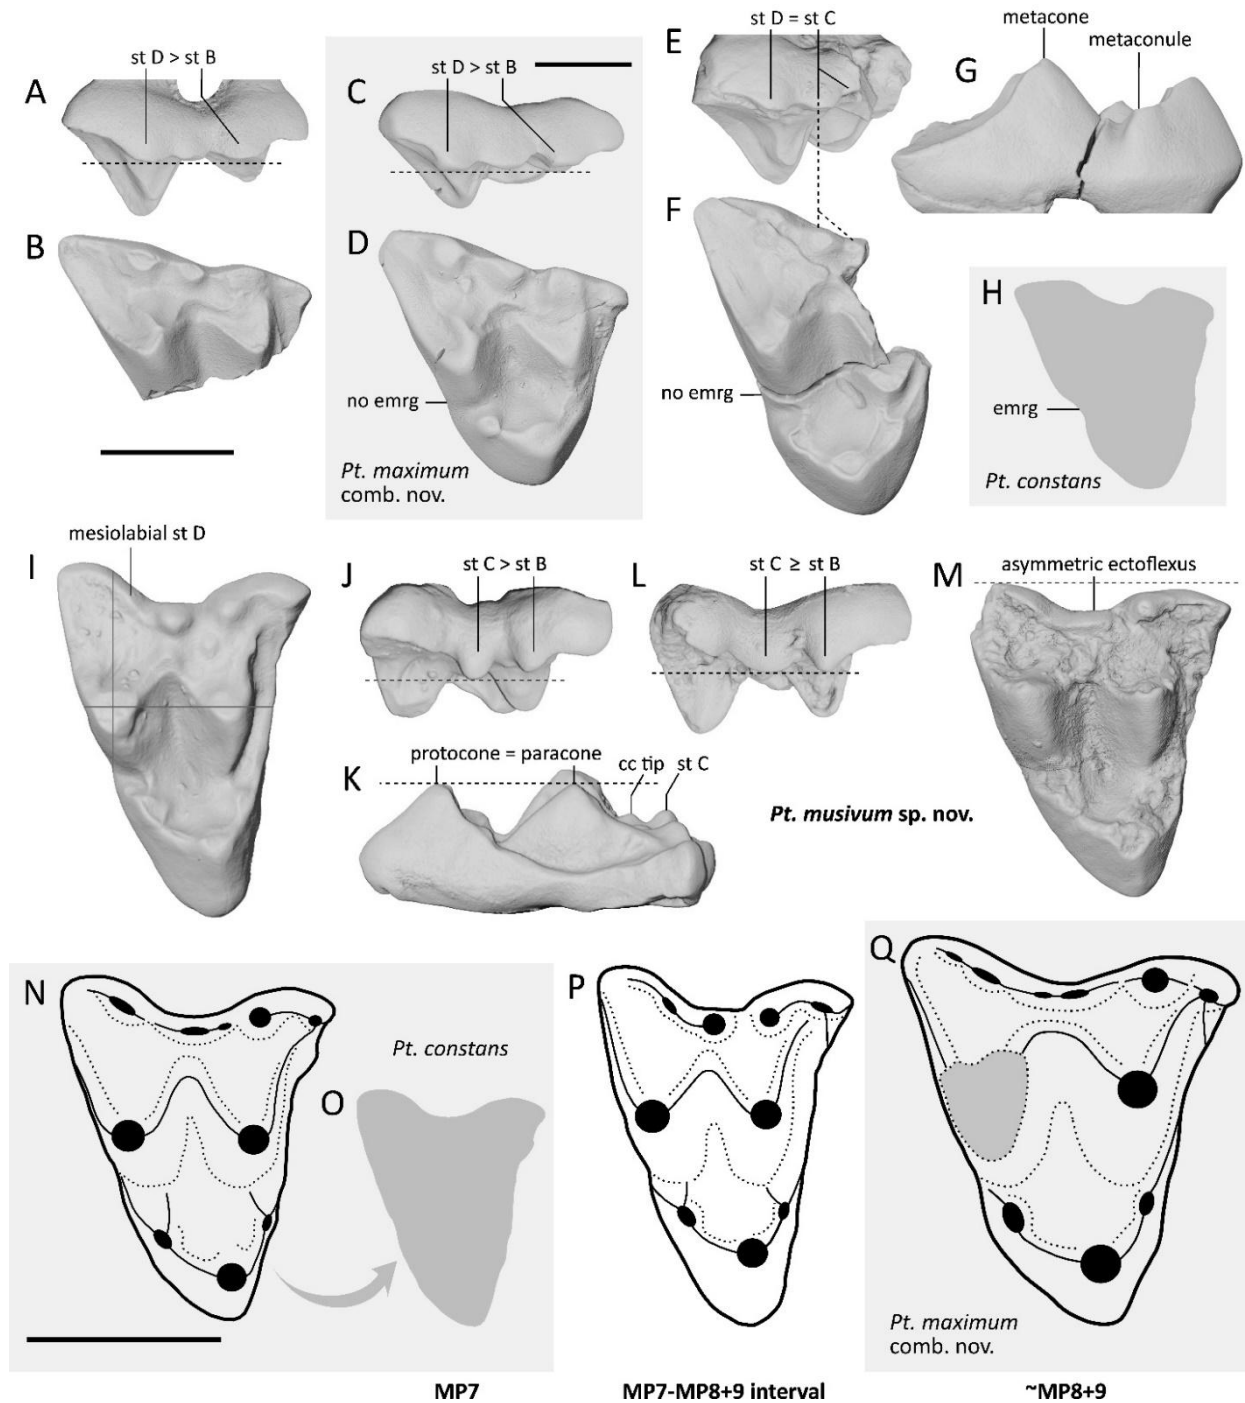 A
st D > st B
C
st D > st B
E
st D = st C
G
metacone
metaconule
B
D
no emrg
Pt. maximum
comb. nov.
F
no emrg
H
emrg
Pt. constans
I
mesiolabial st D
J
st C > st B
L
st C ≥ st B
M
asymmetric ectoflexus
K
protocone = paracone
cc tip
st C
Pt. musivum sp. nov.
N
Pt. constans
O
P
Q
Pt. maximum
comb. nov.
MP7
MP7-MP8+9 interval
~MP8+9